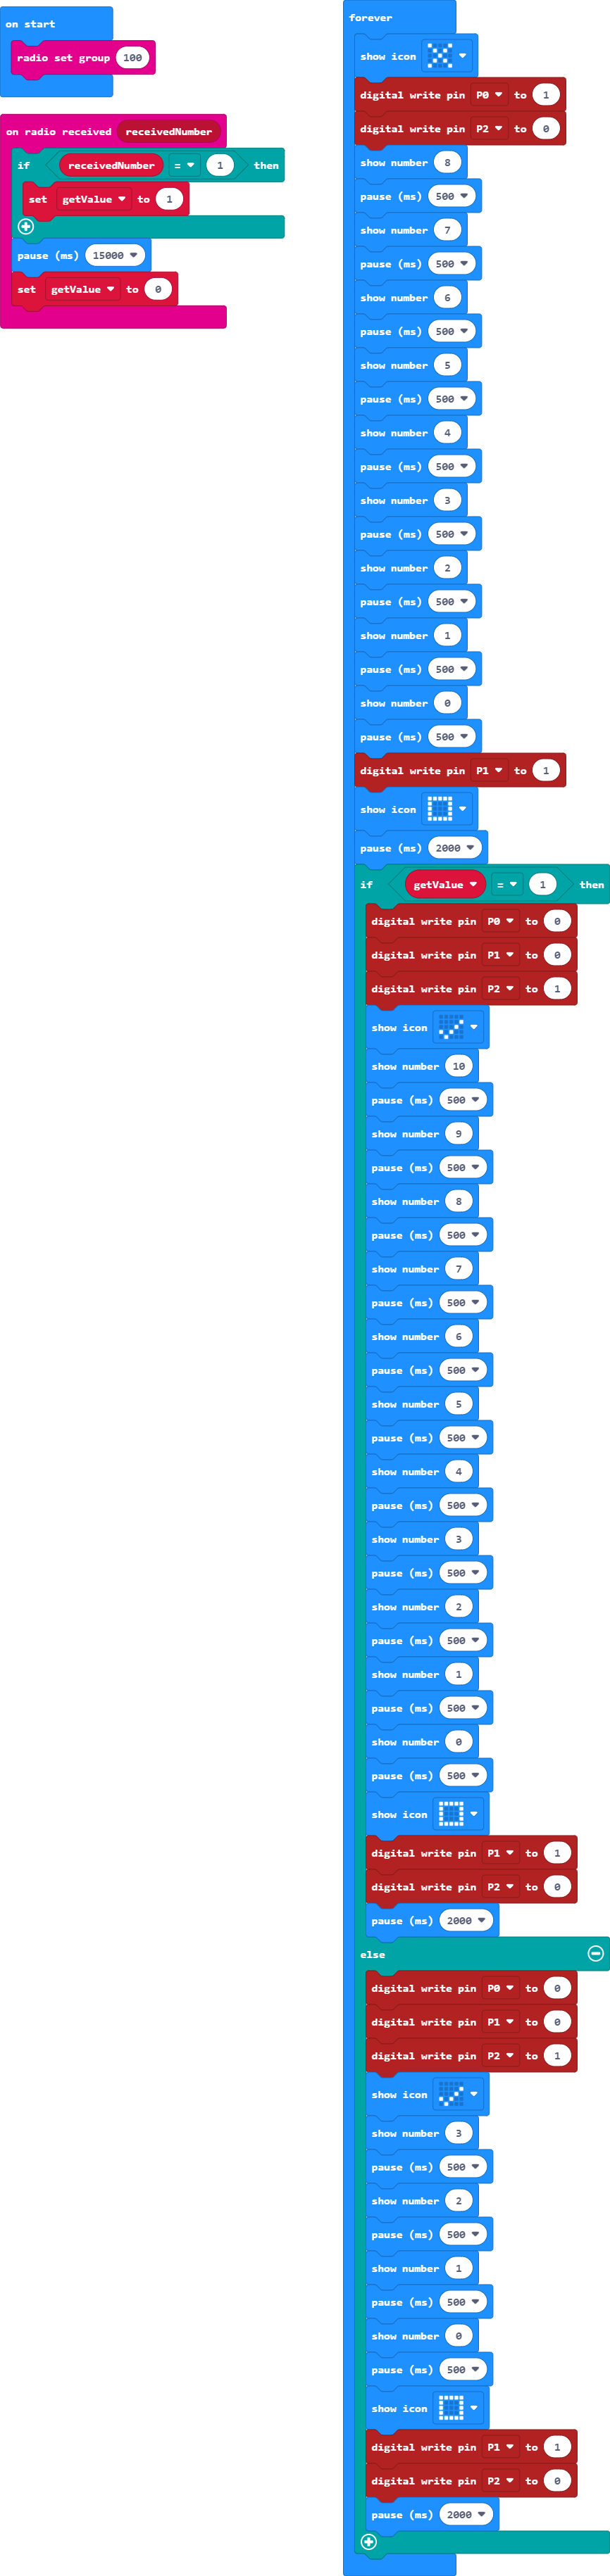 on start
radio set group 100
on radio received receivedNumber
if receivedNumber = 1 then
set getValue to 1
pause (ms) 15000
set getValue to 0
forever
show icon
digital write pin P0 to 1
digital write pin P2 to 0
show number 8
pause (ms) 500
show number 7
pause (ms) 500
show number 6
pause (ms) 500
show number 5
pause (ms) 500
show number 4
pause (ms) 500
show number 3
pause (ms) 500
show number 2
pause (ms) 500
show number 1
pause (ms) 500
show number 0
pause (ms) 500
digital write pin P1 to 1
show icon
pause (ms) 2000
if getValue = 1 then
digital write pin P0 to 0
digital write pin P1 to 0
digital write pin P2 to 1
show icon
show number 10
pause (ms) 500
show number 9
pause (ms) 500
show number 8
pause (ms) 500
show number 7
pause (ms) 500
show number 6
pause (ms) 500
show number 5
pause (ms) 500
show number 4
pause (ms) 500
show number 3
pause (ms) 500
show number 2
pause (ms) 500
show number 1
pause (ms) 500
show number 0
pause (ms) 500
show icon
digital write pin P1 to 1
digital write pin P2 to 0
pause (ms) 2000
else
digital write pin P0 to 0
digital write pin P1 to 0
digital write pin P2 to 1
show icon
show number 3
pause (ms) 500
show number 2
pause (ms) 500
show number 1
pause (ms) 500
show number 0
pause (ms) 500
show icon
digital write pin P1 to 1
digital write pin P2 to 0
pause (ms) 2000